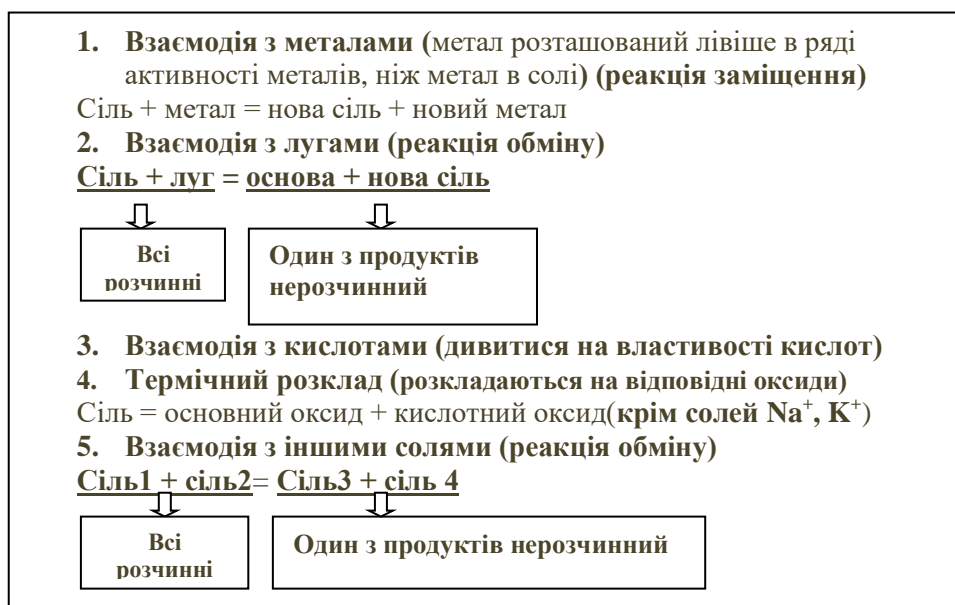 1. Взаємодія з металами (метал розташований лівіше в ряді
активності металів, ніж метал в солі) (реакція заміщення)
Сіль + метал = нова сіль + новий метал
2. Взаємодія з лугами (реакція обміну)
Сіль + луг = основа + нова сіль
Всі
розчинні
Один з продуктів
нерозчинний
3. Взаємодія з кислотами (дивитися на властивості кислот)
4. Термічний розклад (розкладаються на відповідні оксиди)
Сіль = основний оксид + кислотний оксид(крім солей Na⁺, K⁺)
5. Взаємодія з іншими солями (реакція обміну)
Сіль1 + сіль2= Сіль3 + сіль 4
Всі
розчинні
Один з продуктів нерозчинний